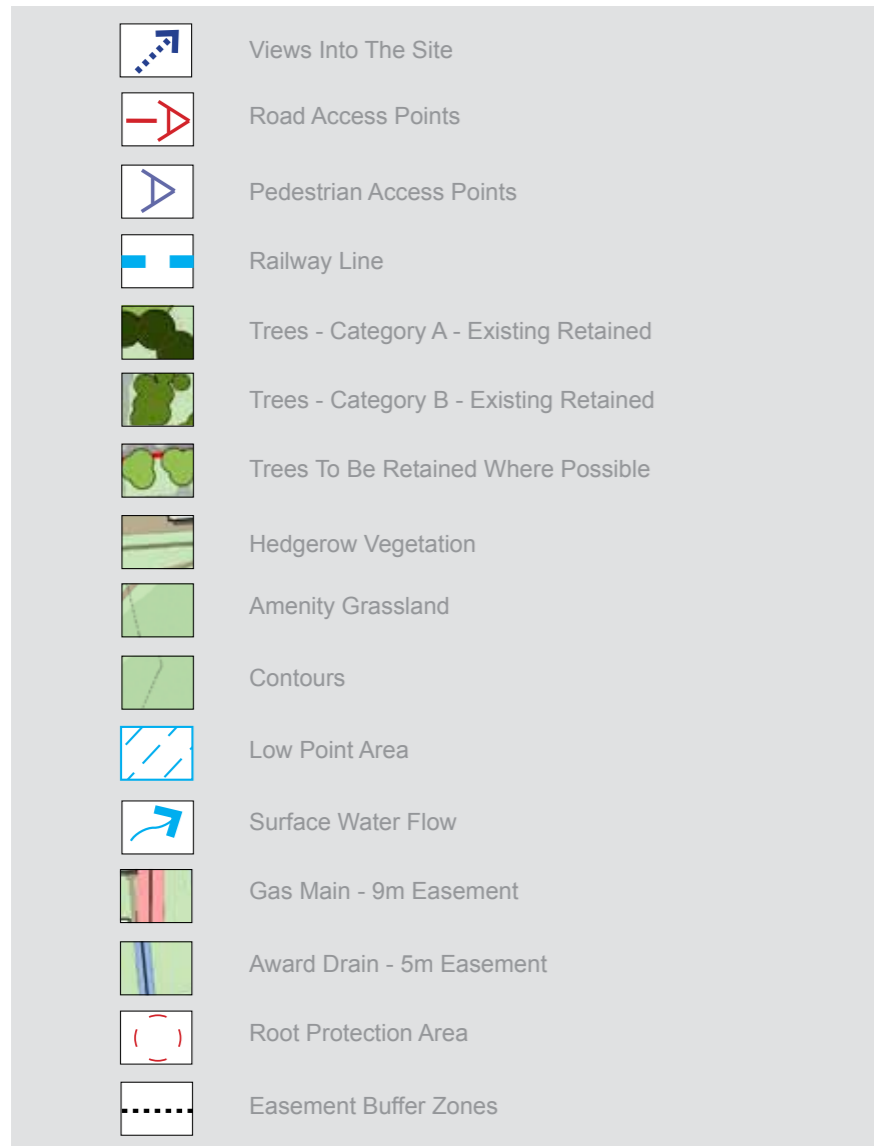 Views Into The Site
Road Access Points
Pedestrian Access Points
Railway Line
Trees - Category A - Existing Retained
Trees - Category B - Existing Retained
Trees To Be Retained Where Possible
Hedgerow Vegetation
Amenity Grassland
Contours
Low Point Area
Surface Water Flow
Gas Main - 9m Easement
Award Drain - 5m Easement
Root Protection Area
Easement Buffer Zones